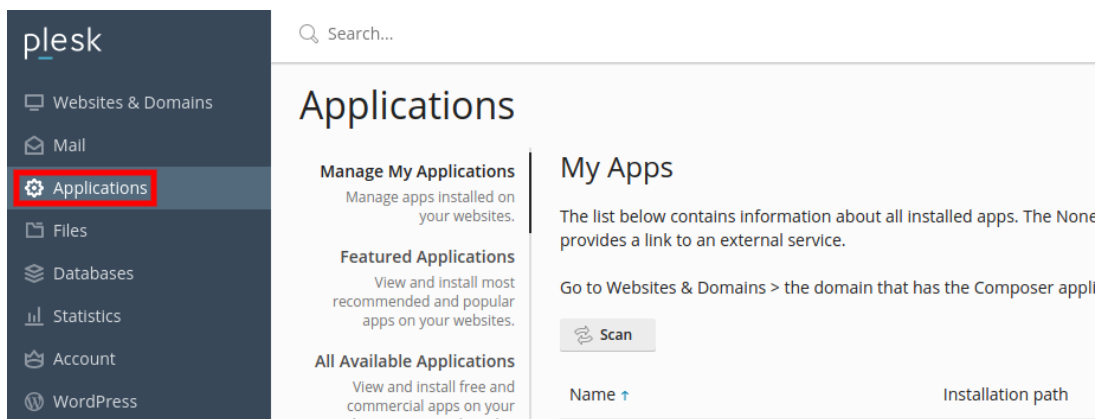 plesk
Websites & Domains
Mail
Applications
Files
Databases
Statistics
Account
WordPress
Search...
Applications
Manage My Applications
Manage apps installed on
your websites.
Featured Applications
View and install most
recommended and popular
apps on your websites.
All Available Applications
View and install free and
commercial apps on your
My Apps
The list below contains information about all installed apps. The None
provides a link to an external service.
Go to Websites & Domains > the domain that has the Composer appli
Scan
Name ↑
Installation path